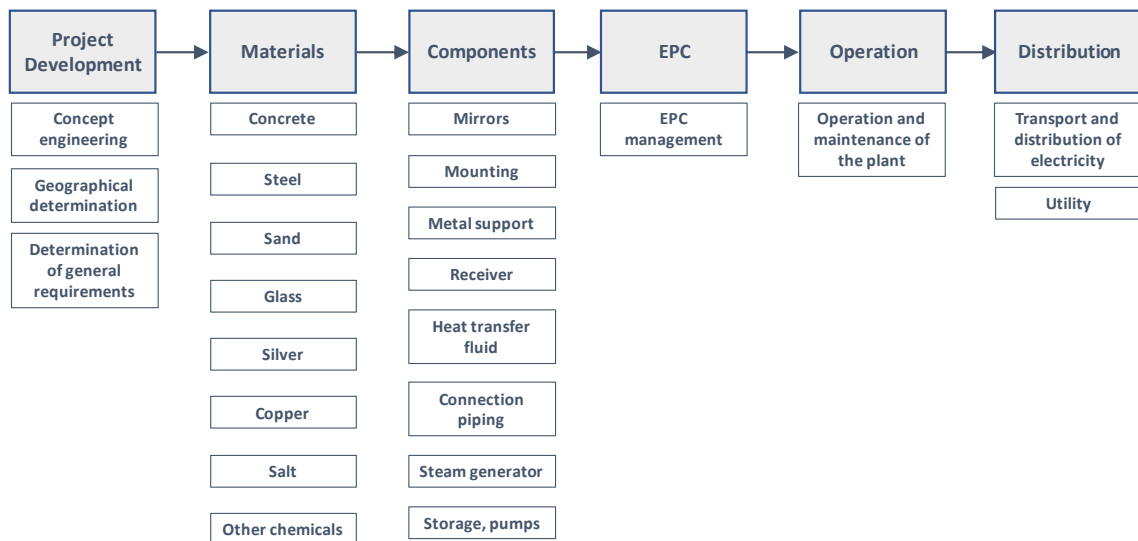 Project
Development
Materials
Components
EPC
Operation
Distribution
Concept
engineering
Geographical
determination
Determination
of general
requirements
Concrete
Steel
Sand
Glass
Silver
Copper
Salt
Other chemicals
Mirrors
Mounting
Metal support
Receiver
Heat transfer
fluid
Connection
piping
Steam generator
Storage, pumps
EPC
management
Operation and
maintenance of
the plant
Transport and
distribution of
electricity
Utility